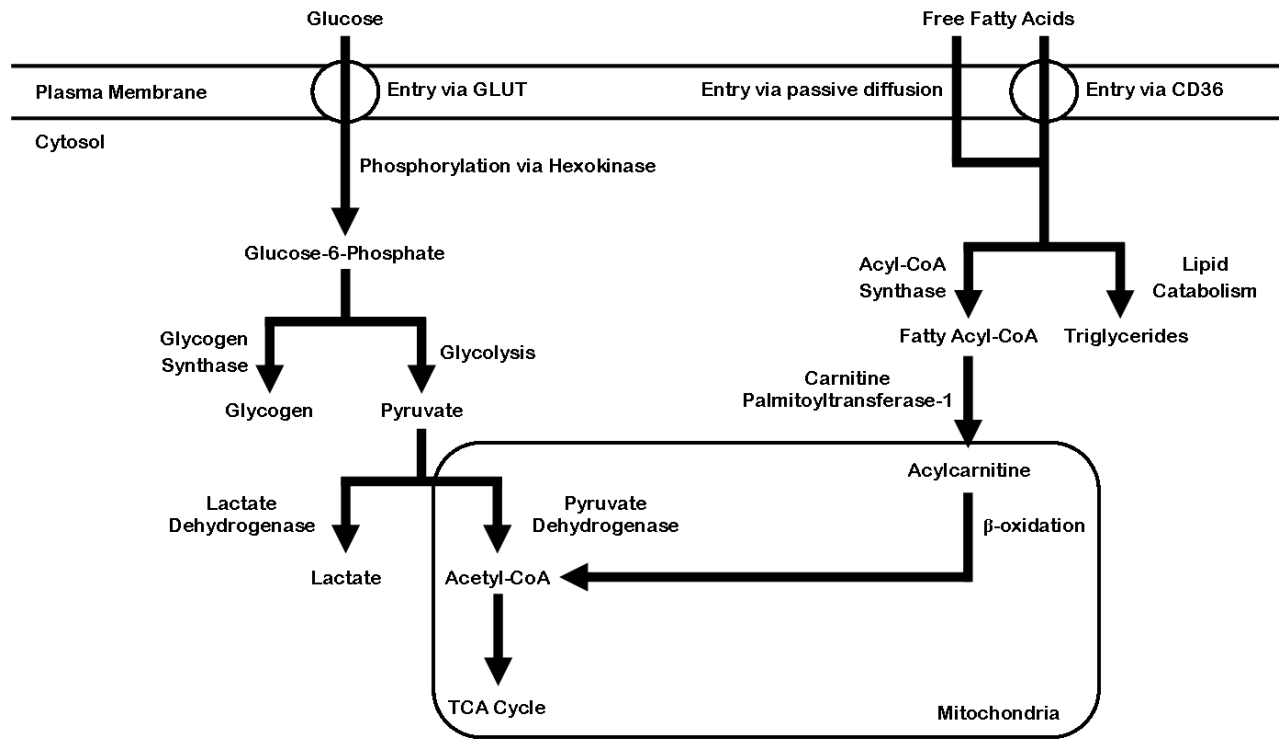 Glucose
Free Fatty Acids
Plasma Membrane
Entry via GLUT
Entry via passive diffusion
Entry via CD36
Cytosol
Phosphorylation via Hexokinase
Glucose-6-Phosphate
Acyl-CoA
Synthase
Lipid
Catabolism
Glycogen
Synthase
Glycolysis
Fatty Acyl-CoA
Triglycerides
Glycogen
Pyruvate
Carnitine
Palmitoyltransferase-1
Acylcarnitine
Lactate
Dehydrogenase
Pyruvate
Dehydrogenase
β-oxidation
Lactate
Acetyl-CoA
TCA Cycle
Mitochondria